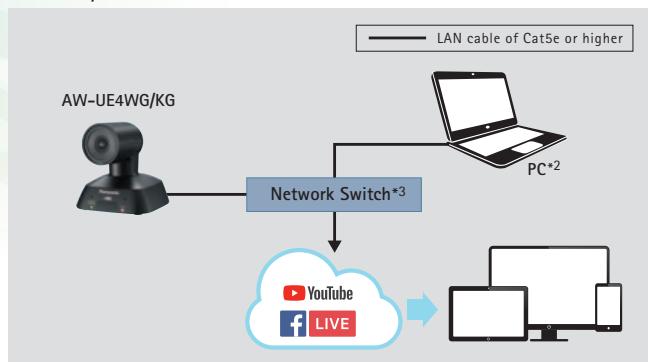 LAN cable of Cat5e or higher
AW-UE4WG/KG
PC*2
Network Switch*3
YouTube
f LIVE